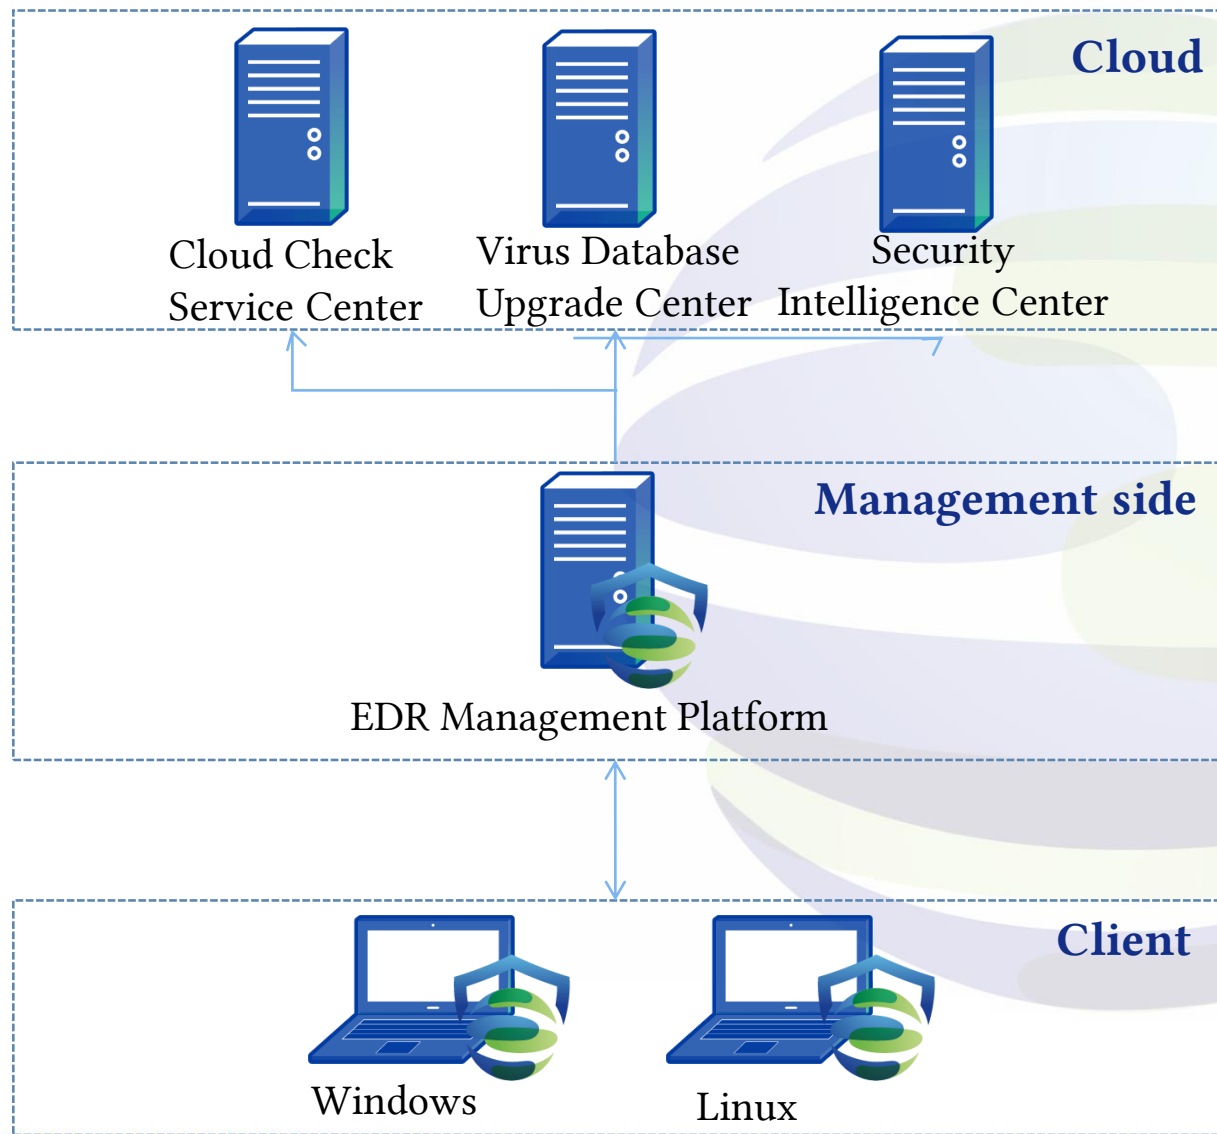 Cloud
Cloud Check
Service Center
Virus Database
Upgrade Center
Security
Intelligence Center
Management side
EDR Management Platform
Client
Windows
Linux